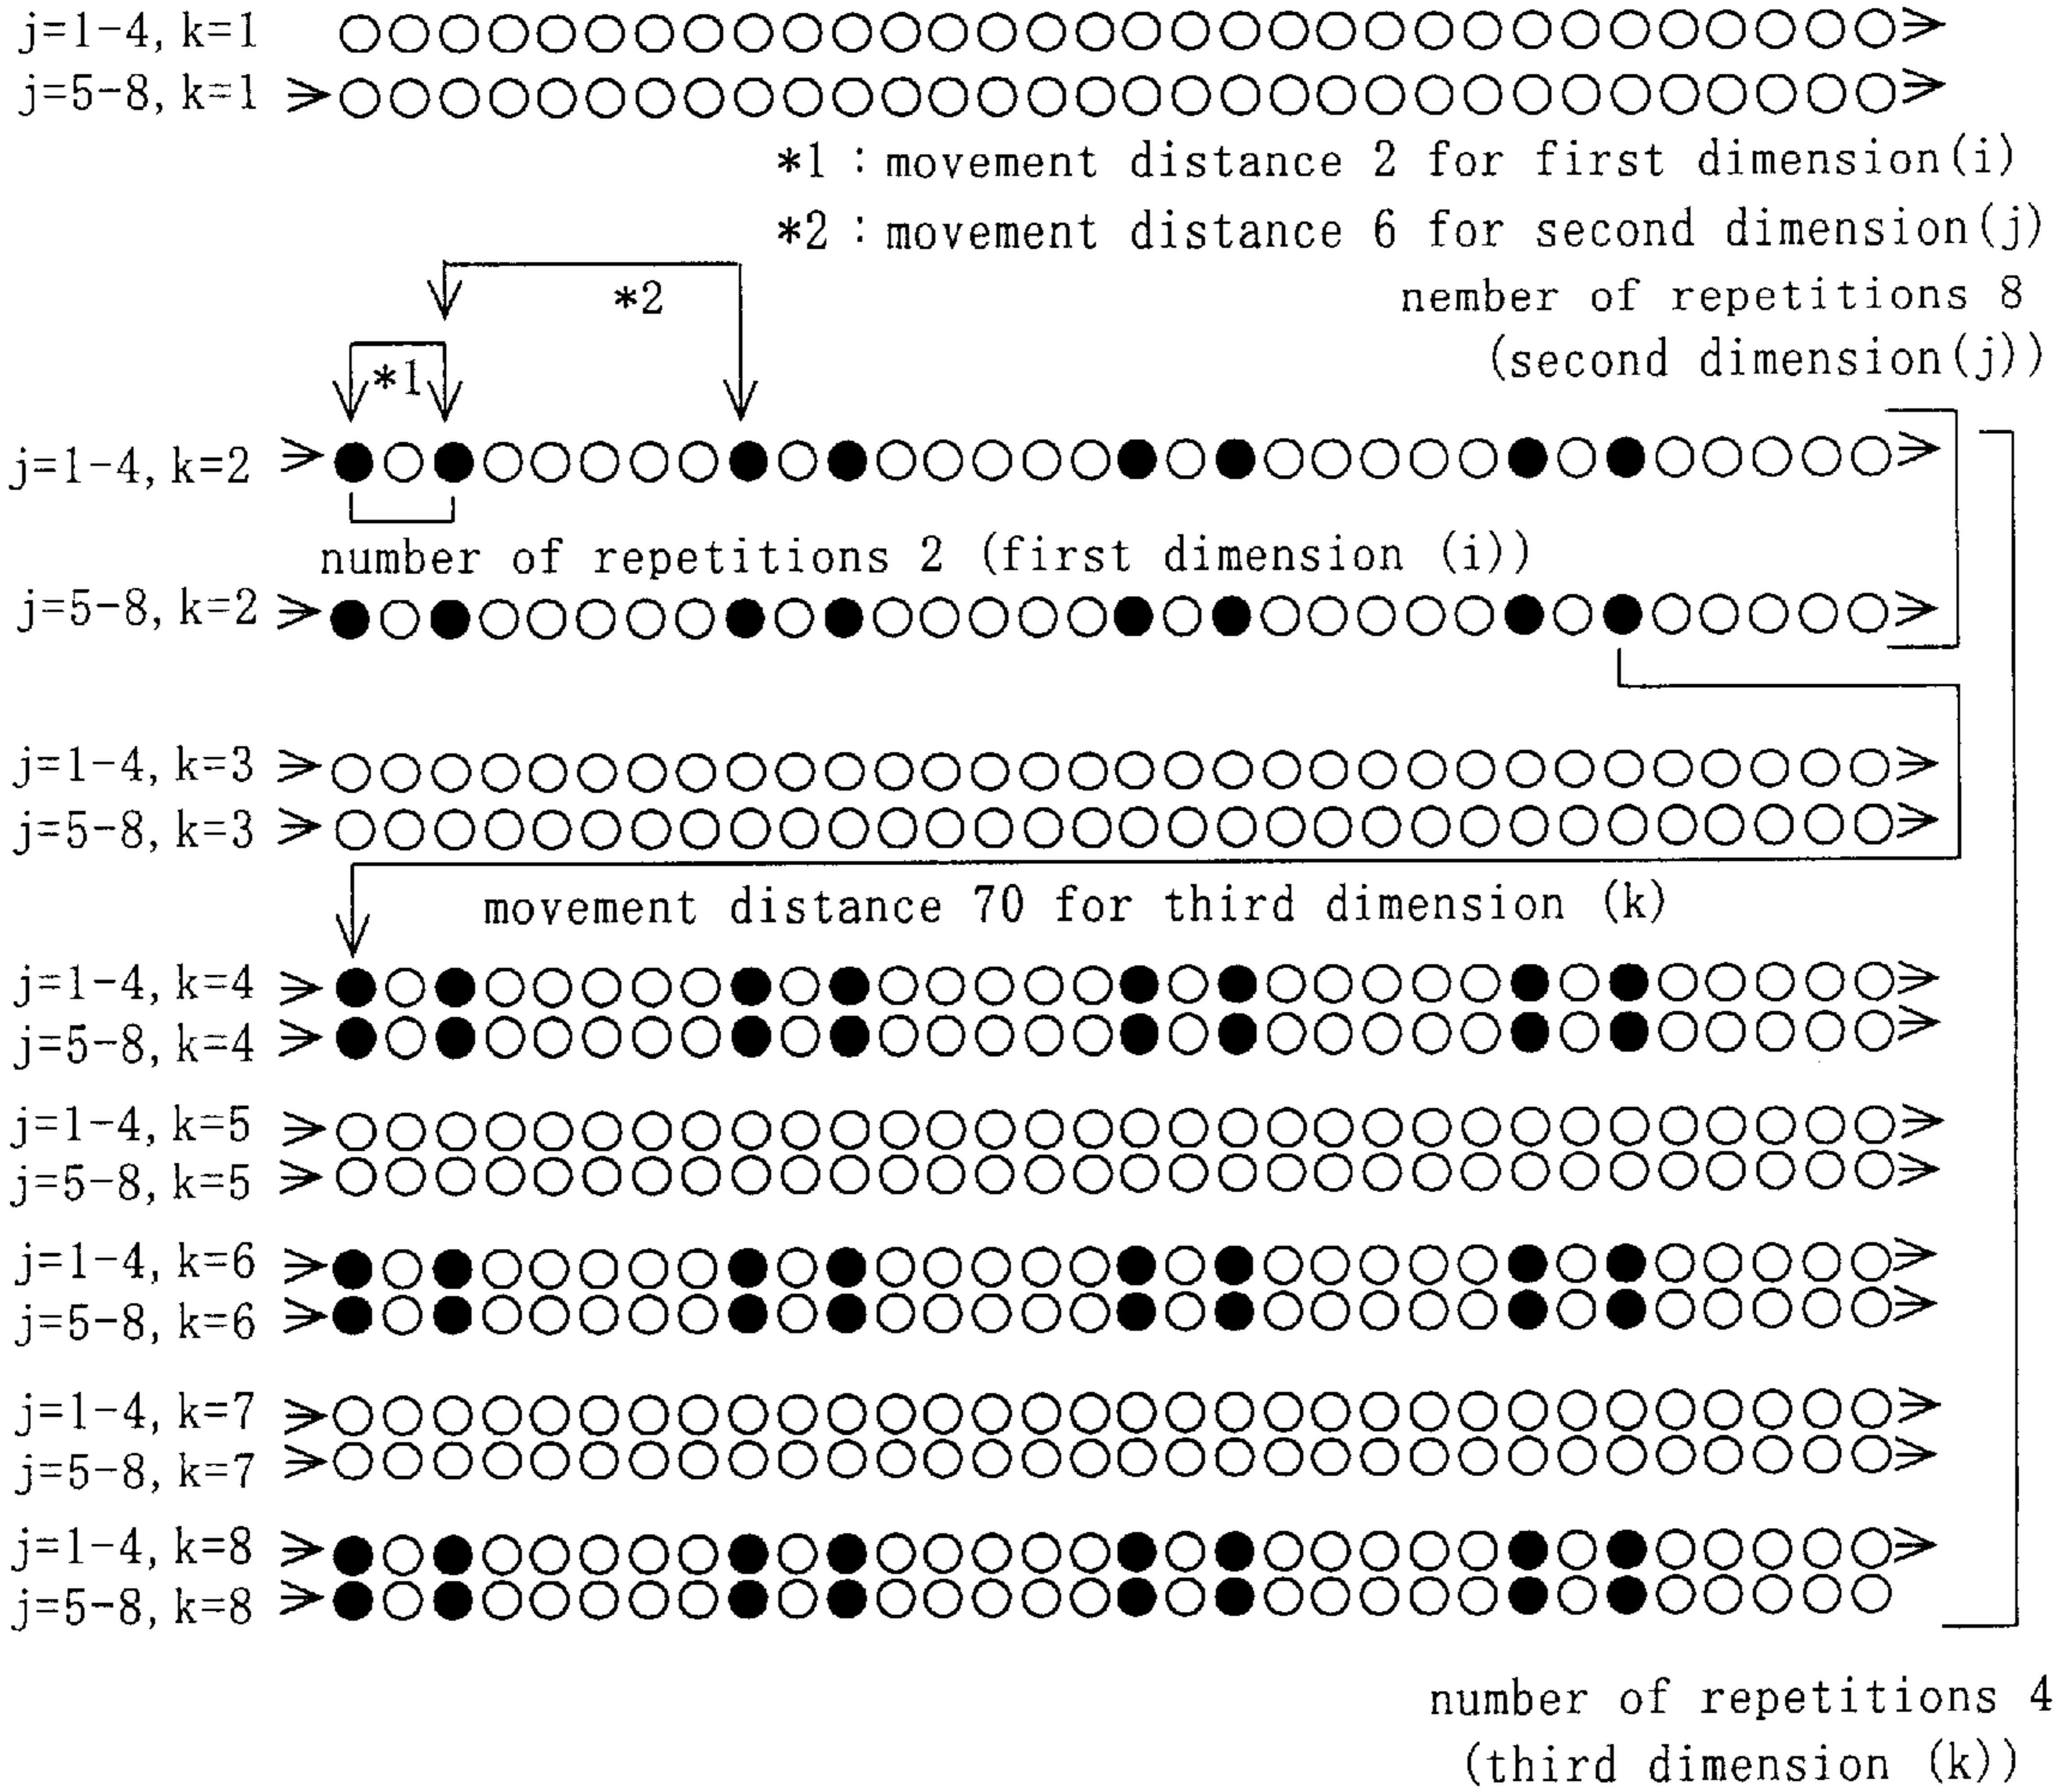 j=1-4, k=1
j=5-8, k=1
*1 : movement distance 2 for first dimension(i)
*2 : movement distance 6 for second dimension(j)
*2
nember of repetitions 8
(second dimension(j))
*1
j=1-4, k=2
number of repetitions 2 (first dimension (i))
j=5-8, k=2
j=1-4, k=3
j=5-8, k=3
movement distance 70 for third dimension (k)
j=1-4, k=4
j=5-8, k=4
j=1-4, k=5
j=5-8, k=5
j=1-4, k=6
j=5-8, k=6
j=1-4, k=7
j=5-8, k=7
j=1-4, k=8
j=5-8, k=8
number of repetitions 4
(third dimension (k))